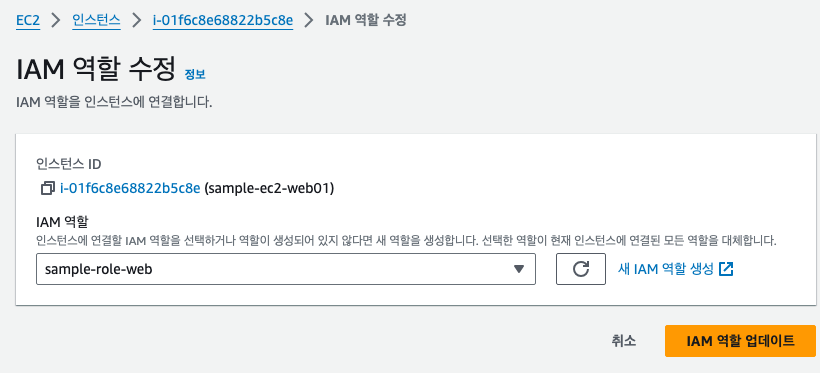 EC2 > 인스턴스 > i-01f6c8e68822b5c8e > IAM 역할 수정
IAM 역할 수정 정보
IAM 역할을 인스턴스에 연결합니다.
인스턴스 ID
i-01f6c8e68822b5c8e (sample-ec2-web01)
IAM 역할
인스턴스에 연결할 IAM 역할을 선택하거나 역할이 생성되어 있지 않다면 새 역할을 생성합니다. 선택한 역할이 현재 인스턴스에 연결된 모든 역할을 대체합니다.
sample-role-web 새 IAM 역할 생성
취소 IAM 역할 업데이트